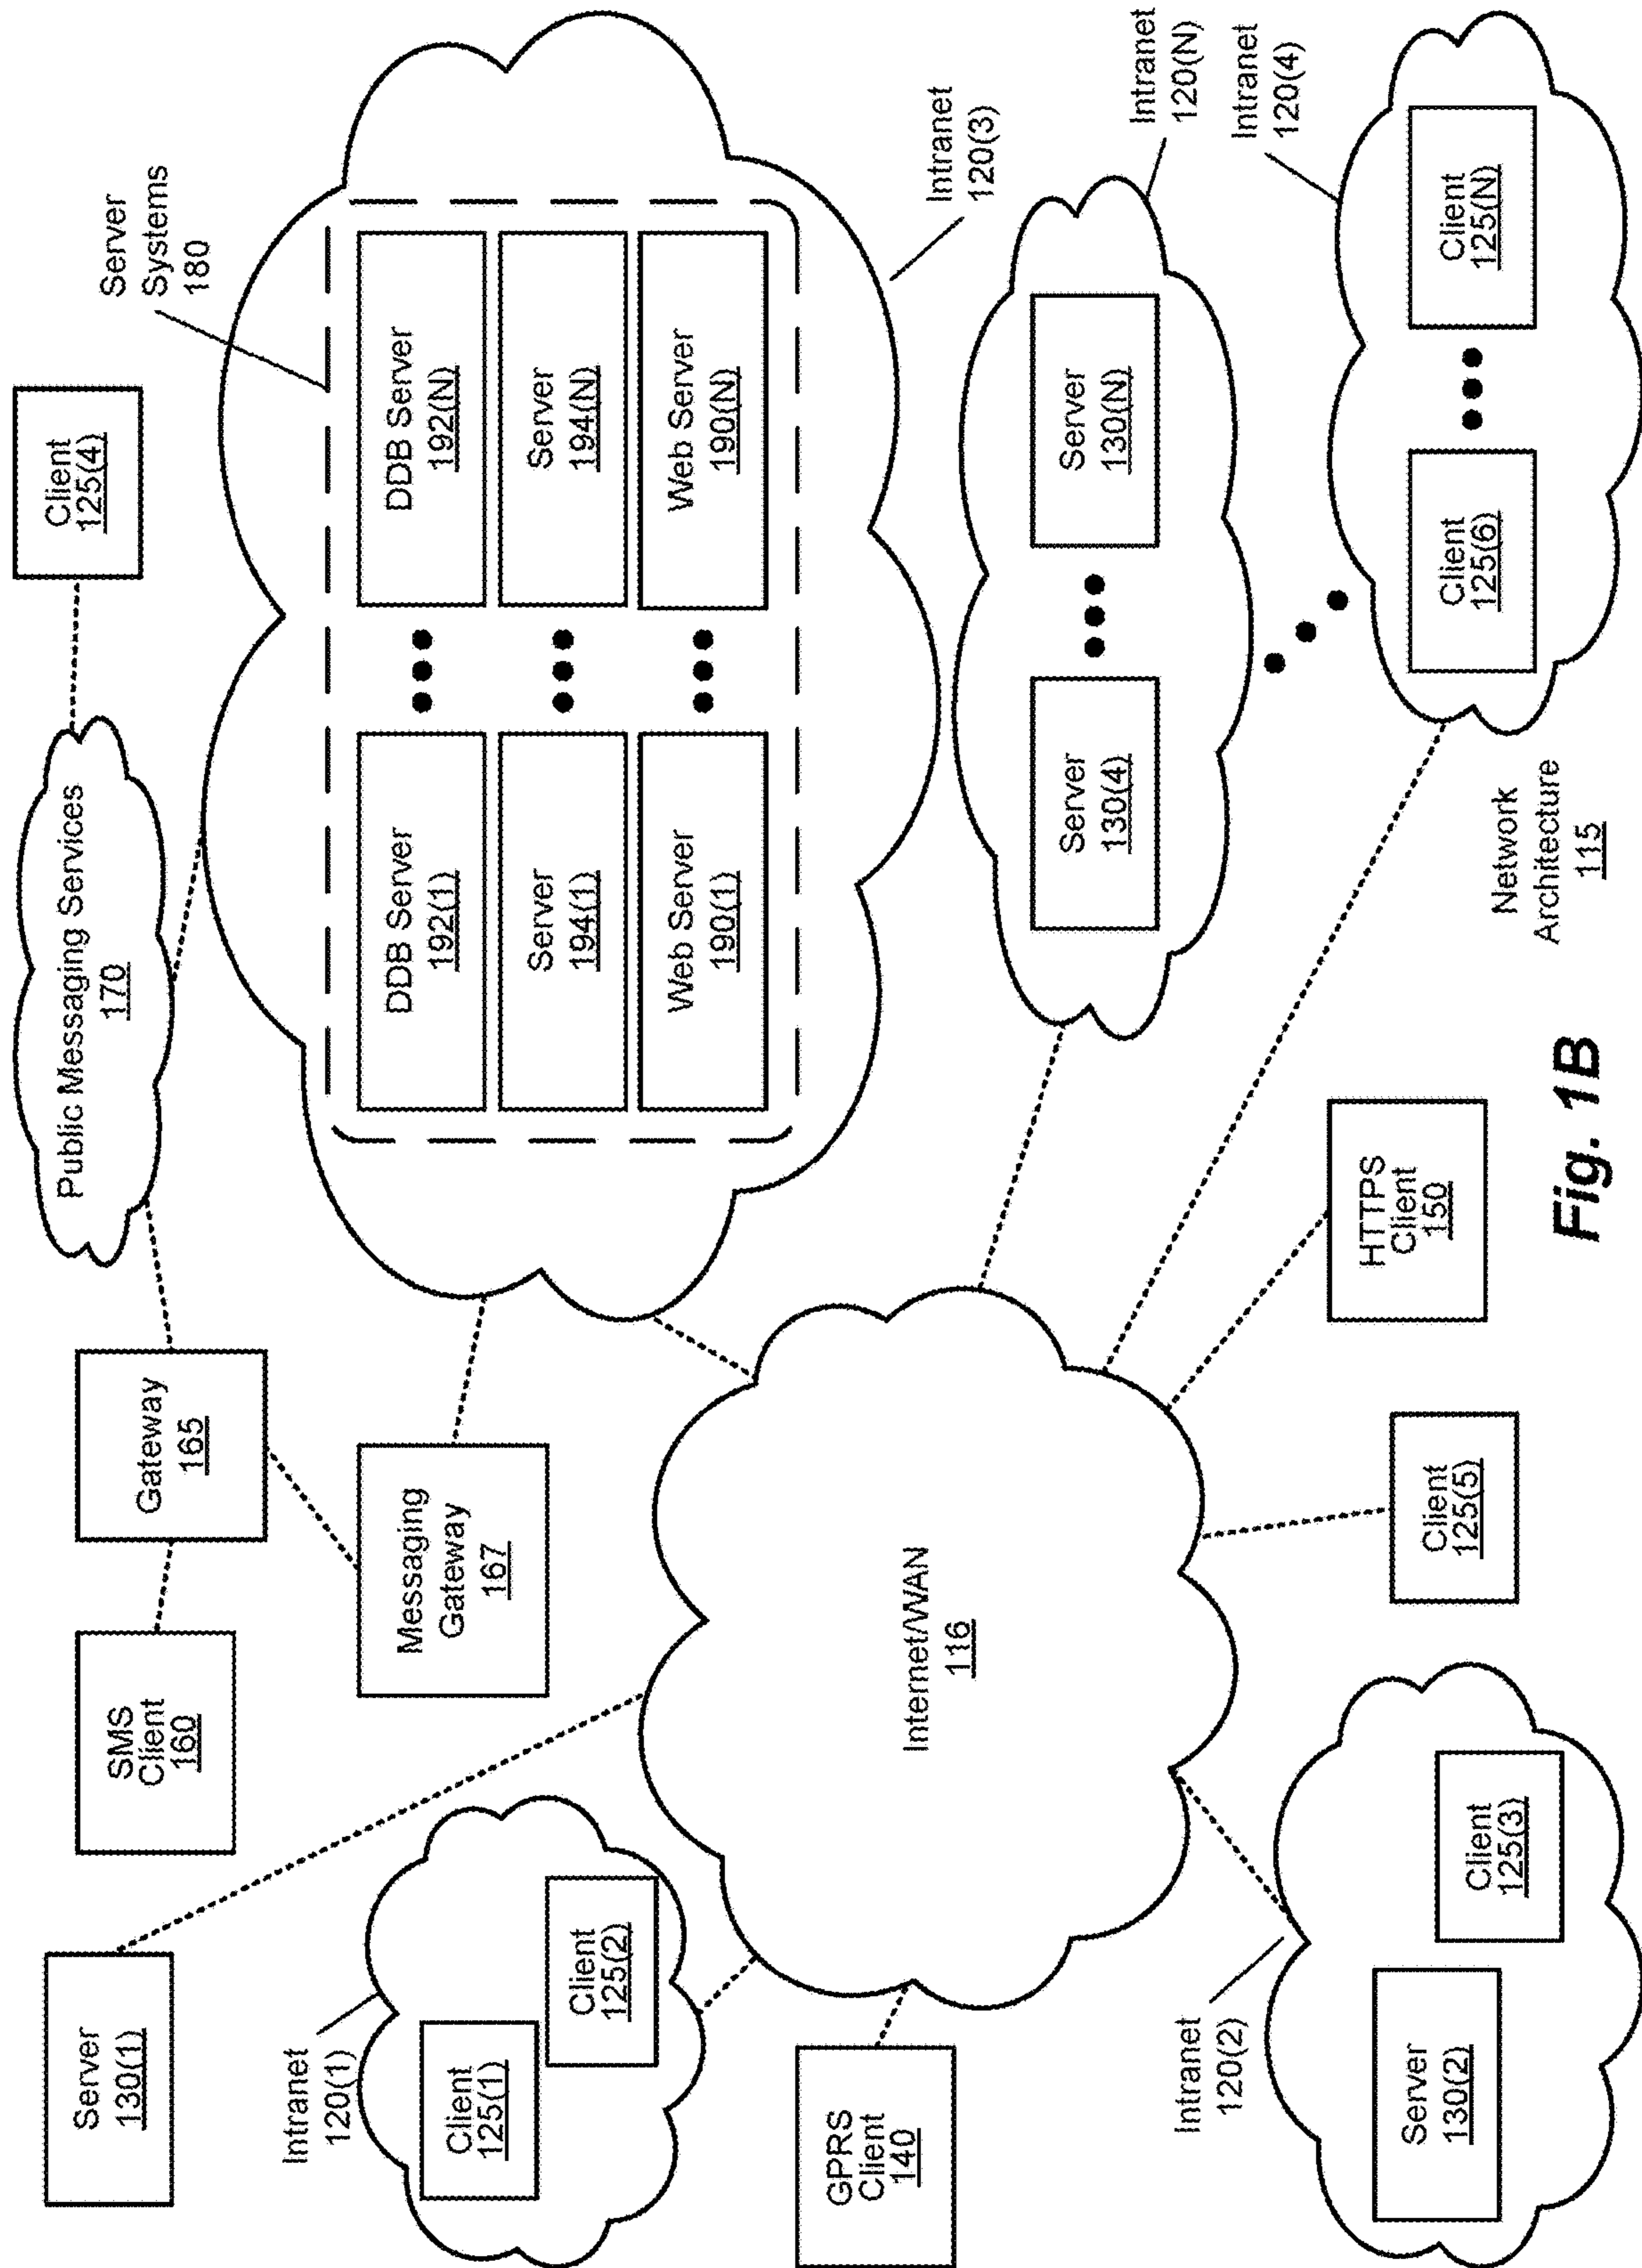 Server
130(1)
SMS
Client
160
Gateway
165
Public Messaging Services
170
Client
125(4)
Intranet
120(1)
Client
125(1)
Client
125(2)
Messaging
Gateway
167
Server
Systems
180
DDB Server
192(1)
DDB Server
192(N)
Server
194(1)
Server
194(N)
Web Server
190(1)
Web Server
190(N)
Intranet
120(3)
GPRS
Client
140
Internet/WAN
116
Server
130(4)
Server
130(N)
Intranet
120(N)
Intranet
120(2)
Server
130(2)
Client
125(3)
Client
125(5)
HTTPS
Client
150
Intranet
120(4)
Client
125(6)
Client
125(N)
Network
Architecture
115
Fig. 1B